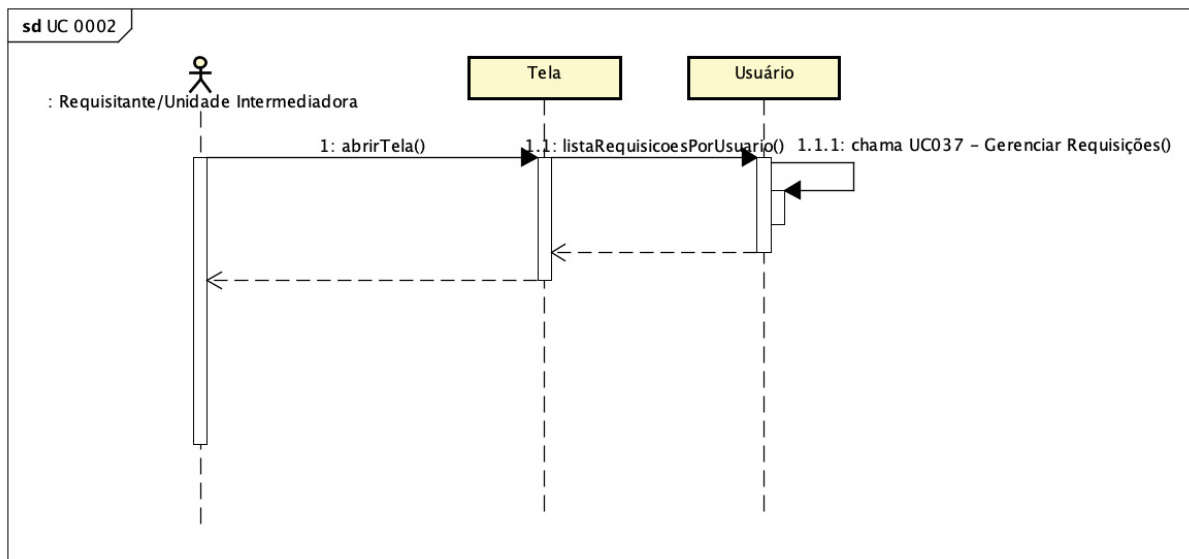 sd UC 0002
Tela
Usuário
: Requisitante/Unidade Intermediadora
1: abrirTela()
1.1: listaRequisicoesPorUsuario()
1.1.1: chama UC037 – Gerenciar Requisições()